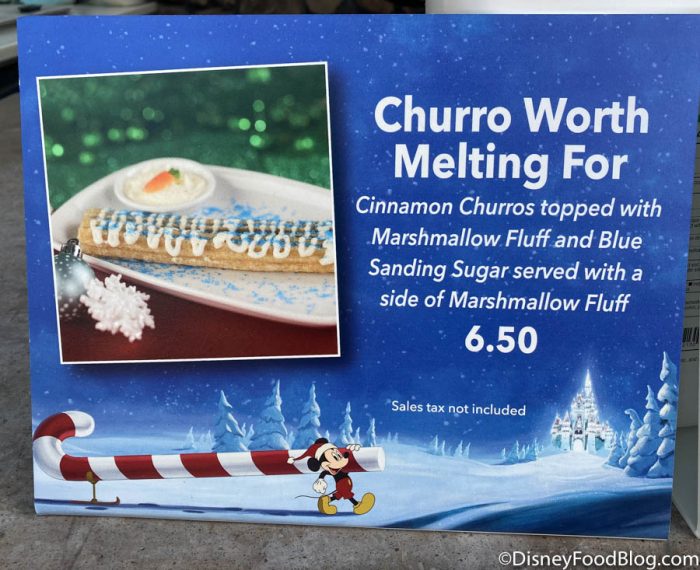 Churro Worth
Melting For
Cinnamon Churros topped with
Marshmallow Fluff and Blue
Sanding Sugar served with a
side of Marshmallow Fluff
6.50
Sales tax not included
©DisneyFoodBlog.com